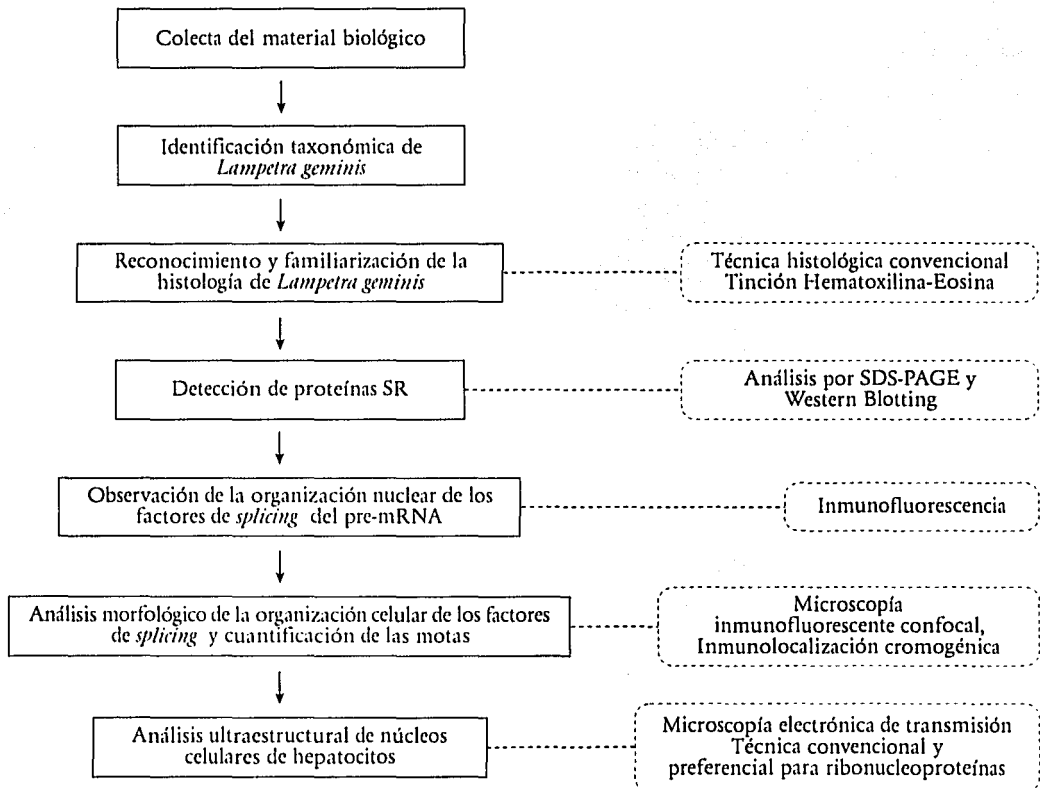 Colecta del material biológico
Identificación taxonómica de
Lampetra geminis
Reconocimiento y familiarización de la
histología de Lampetra geminis
Técnica histológica convencional
Tinción Hematoxilina-Eosina
Detección de proteínas SR
Análisis por SDS-PAGE y
Western Blotting
Observación de la organización nuclear de los
factores de splicing del pre-mRNA
Inmunofluorescencia
Análisis morfológico de la organización celular de los factores
de splicing y cuantificación de las motas
Microscopía
inmunofluorescente confocal,
Inmunolocalización cromogénica
Análisis ultraestructural de núcleos
celulares de hepatocitos
Microscopía electrónica de transmisión
Técnica convencional y
preferencial para ribonucleoproteínas